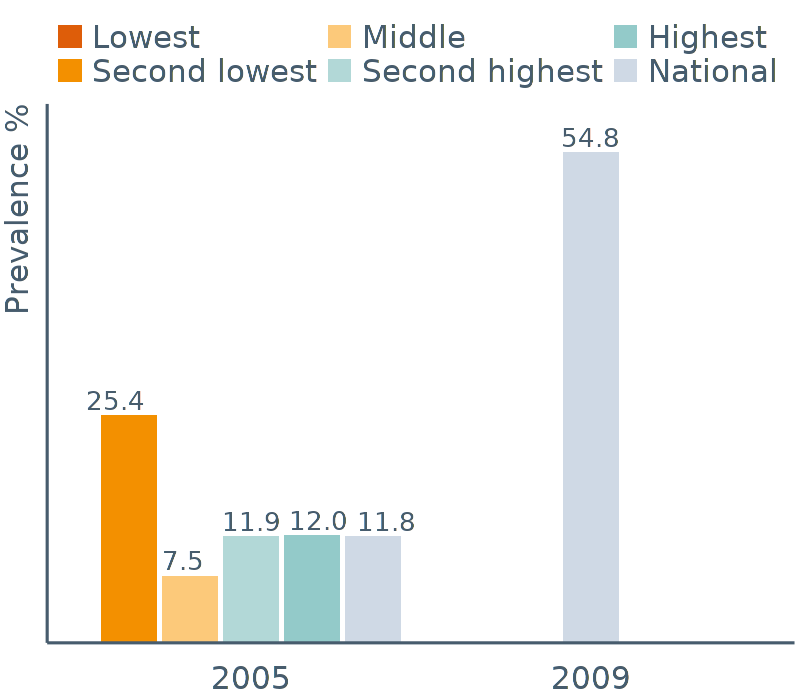 Lowest Middle Highest
Second lowest Second highest National
Prevalence %
54.8
25.4
7.5
11.9
12.0
11.8
2005 2009